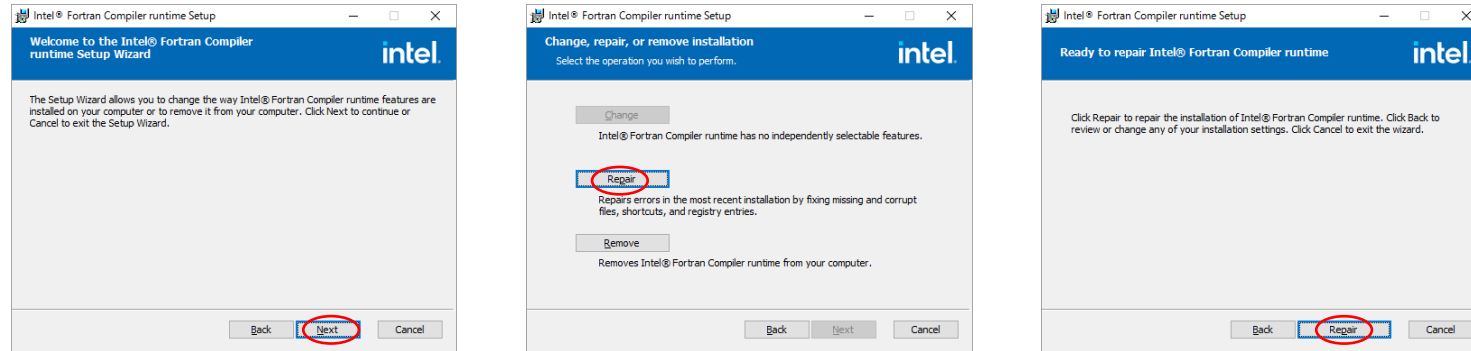 Intel® Fortran Compiler runtime Setup
Welcome to the Intel® Fortran Compiler
runtime Setup Wizard
intel.
The Setup Wizard allows you to change the way Intel® Fortran Compiler runtime features are
installed on your computer or to remove it from your computer. Click Next to continue or
Cancel to exit the Setup Wizard.
Back
Next
Cancel
Intel® Fortran Compiler runtime Setup
Change, repair, or remove installation
Select the operation you wish to perform.
intel.
Change
Intel® Fortran Compiler runtime has no independently selectable features.
Repair
Repairs errors in the most recent installation by fixing missing and corrupt
files, shortcuts, and registry entries.
Remove
Removes Intel® Fortran Compiler runtime from your computer.
Back
Next
Cancel
Intel® Fortran Compiler runtime Setup
Ready to repair Intel® Fortran Compiler runtime
intel.
Click Repair to repair the installation of Intel® Fortran Compiler runtime. Click Back to
review or change any of your installation settings. Click Cancel to exit the wizard.
Back
Repair
Cancel